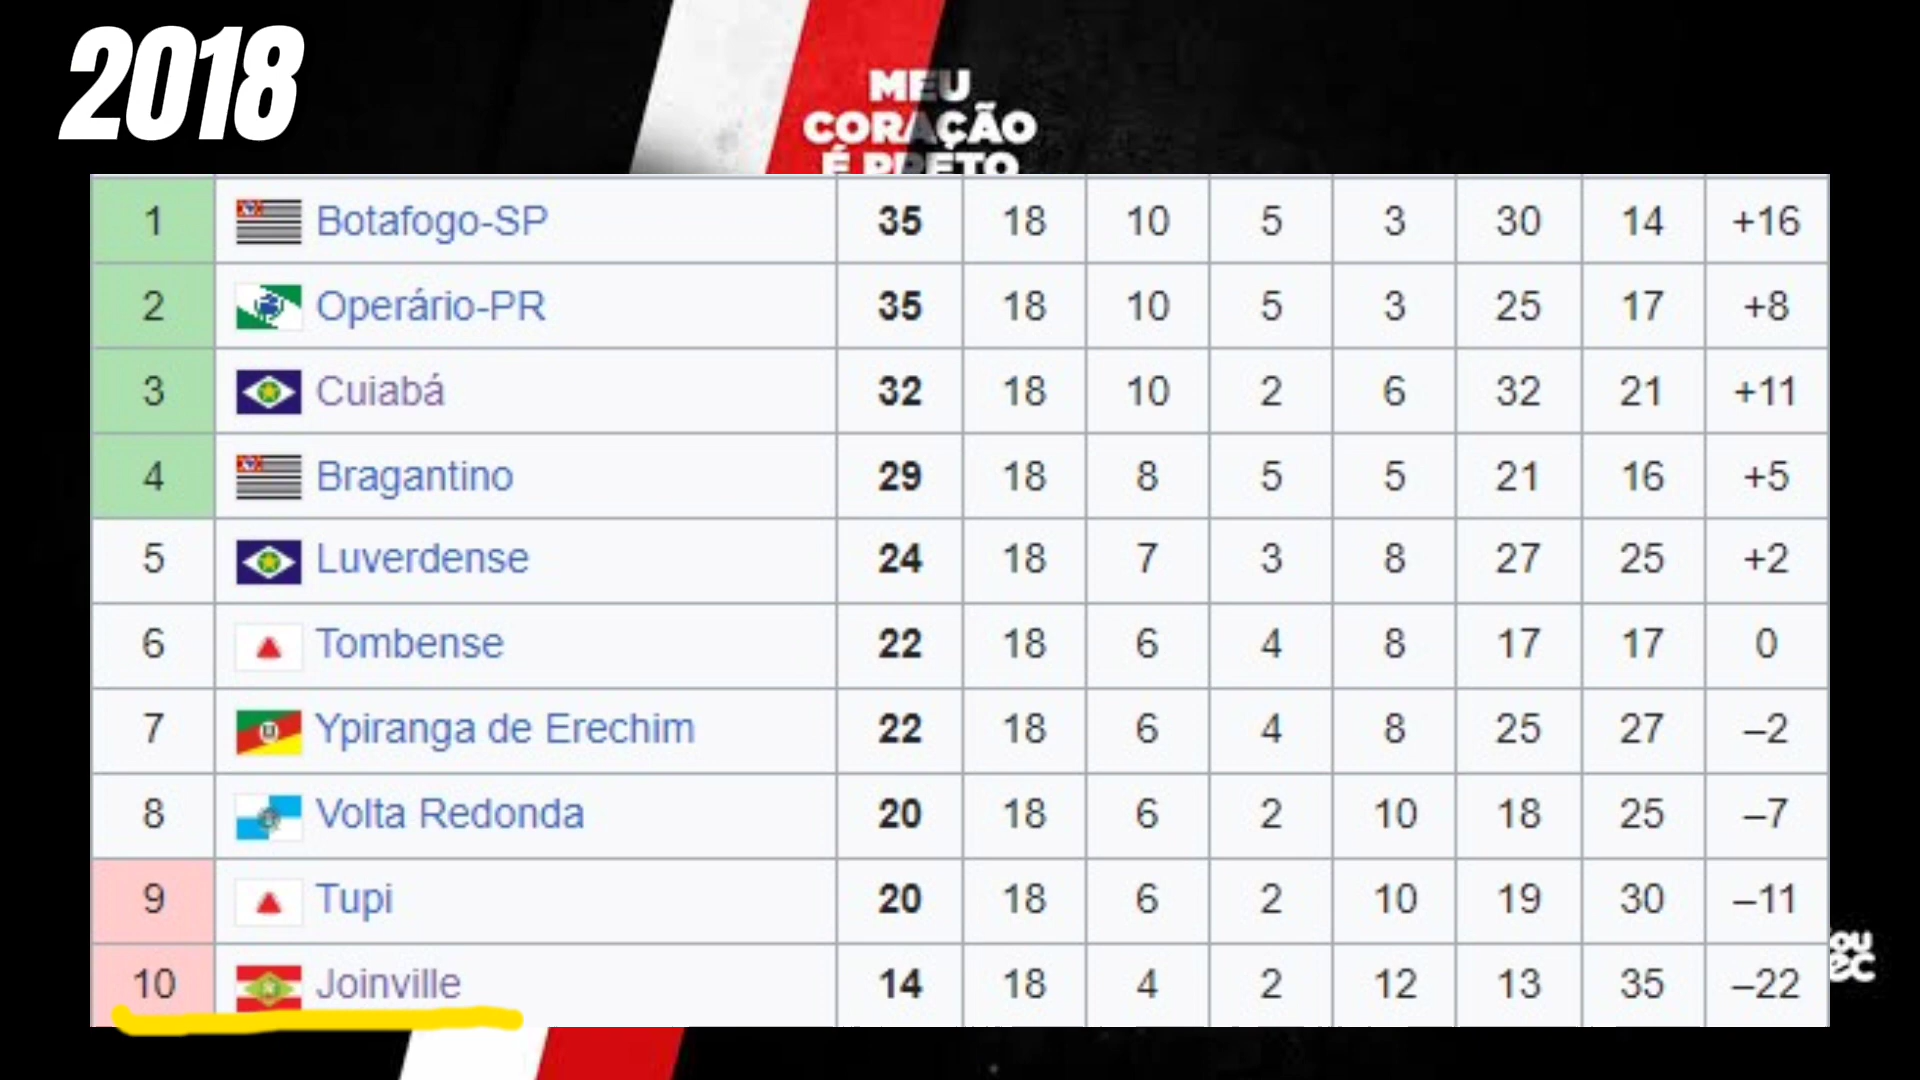 2018
MEU
CORAÇÃO
É PRETO
1 Botafogo-SP 35 18 10 5 3 30 14 +16
2 Operário-PR 35 18 10 5 3 25 17 +8
3 Cuiabá 32 18 10 2 6 32 21 +11
4 Bragantino 29 18 8 5 5 21 16 +5
5 Luverdense 24 18 7 3 8 27 25 +2
6 Tombense 22 18 6 4 8 17 17 0
7 Ypiranga de Erechim 22 18 6 4 8 25 27 –2
8 Volta Redonda 20 18 6 2 10 18 25 –7
9 Tupi 20 18 6 2 10 19 30 –11
10 Joinville 14 18 4 2 12 13 35 –22